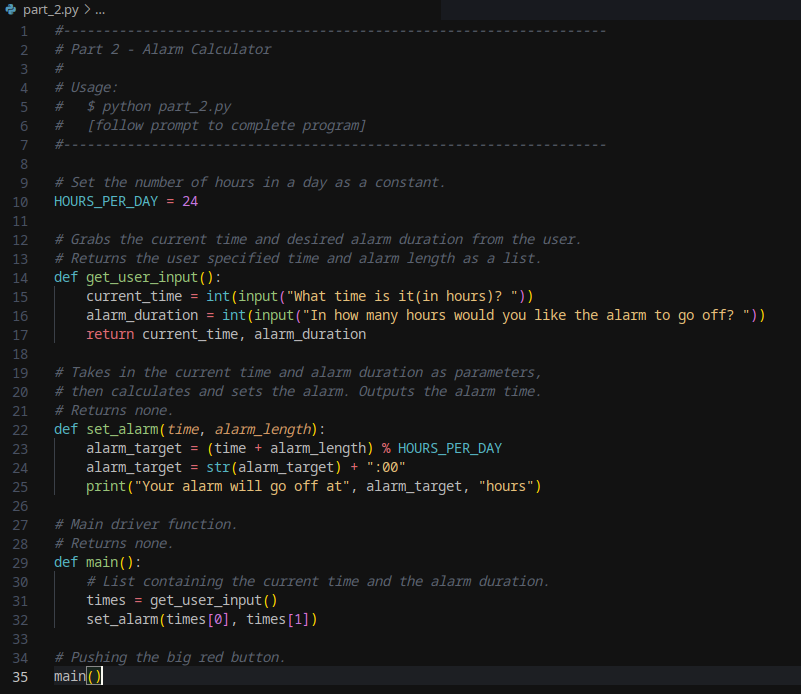 part_2.py > ...
1 #--------------------------------------------------------------------
2 # Part 2 - Alarm Calculator
3 #
4 # Usage:
5 #   $ python part_2.py
6 #   [follow prompt to complete program]
7 #--------------------------------------------------------------------
8
9 # Set the number of hours in a day as a constant.
10 HOURS_PER_DAY = 24
11
12 # Grabs the current time and desired alarm duration from the user.
13 # Returns the user specified time and alarm length as a list.
14 def get_user_input():
15     current_time = int(input("What time is it(in hours)? "))
16     alarm_duration = int(input("In how many hours would you like the alarm to go off? "))
17     return current_time, alarm_duration
18
19 # Takes in the current time and alarm duration as parameters,
20 # then calculates and sets the alarm. Outputs the alarm time.
21 # Returns none.
22 def set_alarm(time, alarm_length):
23     alarm_target = (time + alarm_length) % HOURS_PER_DAY
24     alarm_target = str(alarm_target) + ":00"
25     print("Your alarm will go off at", alarm_target, "hours")
26
27 # Main driver function.
28 # Returns none.
29 def main():
30     # List containing the current time and the alarm duration.
31     times = get_user_input()
32     set_alarm(times[0], times[1])
33
34 # Pushing the big red button.
35 main()